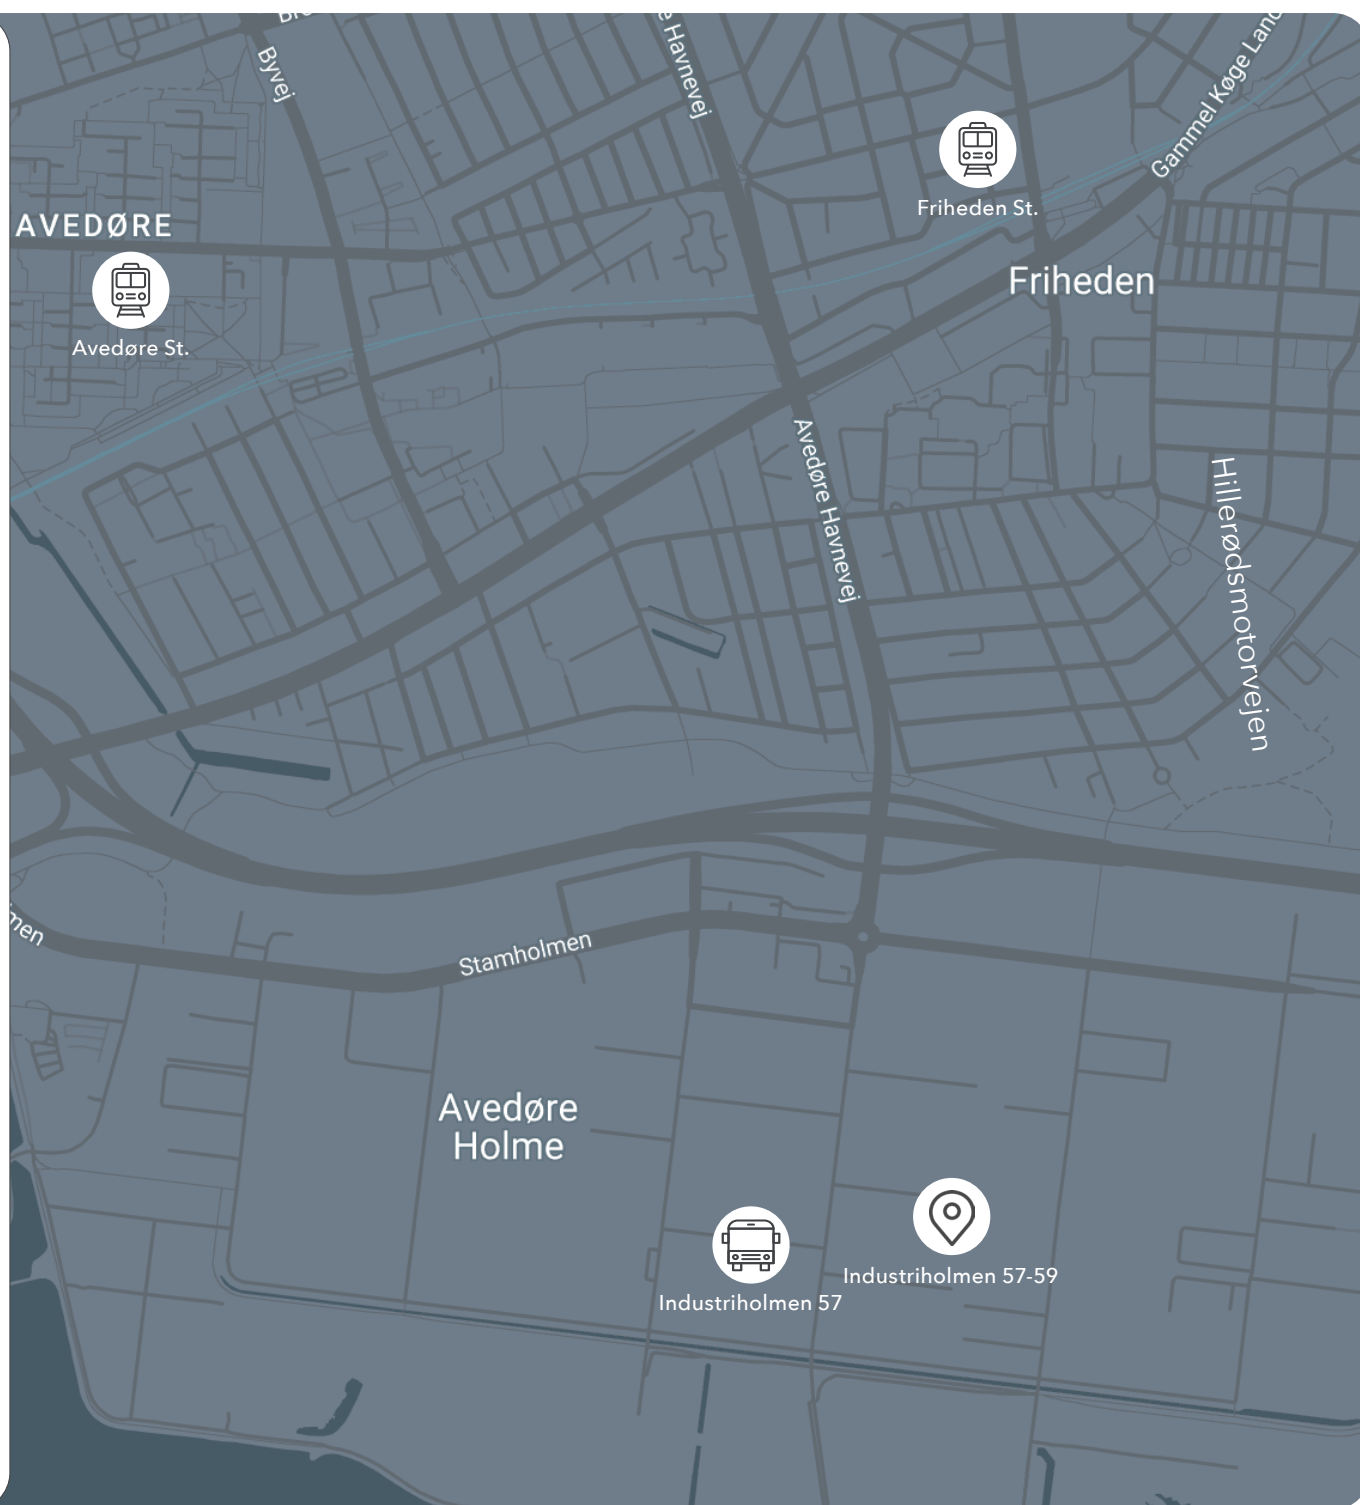 Byvej
Havnevej
Gammel Køge
Friheden St.
AVEDØRE
Friheden
Avedøre St.
Avedøre Havnevej
Hillerødsmotorvejen
Stamholmen
Avedøre
Holme
Industriholmen 57-59
Industriholmen 57